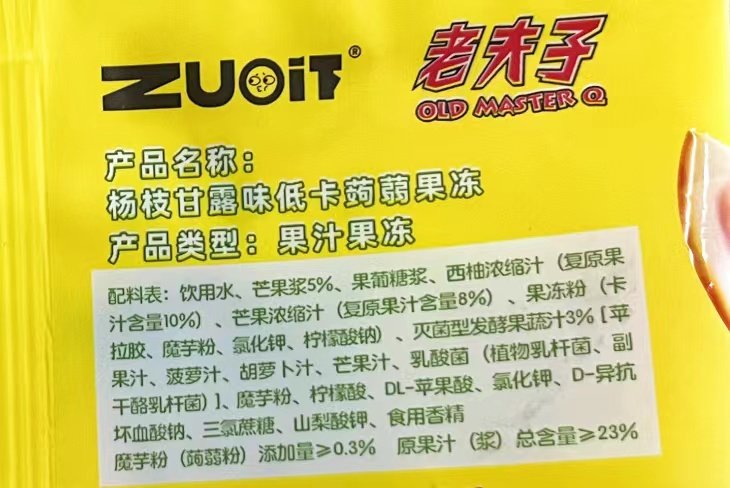 ZUOiT®
老夫子
OLD MASTER Q
产品名称：
杨枝甘露味低卡蒟蒻果冻
产品类型：果汁果冻
配料表：饮用水、芒果浆5%、果葡糖浆、西柚浓缩汁（复原果
汁含量10%）、芒果浓缩汁（复原果汁含量8%）、果冻粉（卡
拉胶、魔芋粉、氯化钾、柠檬酸钠）、灭菌型发酵果蔬汁3%［苹
果汁、菠萝汁、胡萝卜汁、芒果汁、乳酸菌（植物乳杆菌、副
干酪乳杆菌）］、魔芋粉、柠檬酸、DL-苹果酸、氯化钾、D-异抗
坏血酸钠、三氯蔗糖、山梨酸钾、食用香精
魔芋粉（蒟蒻粉）添加量≥0.3% 原果汁（浆）总含量≥23%